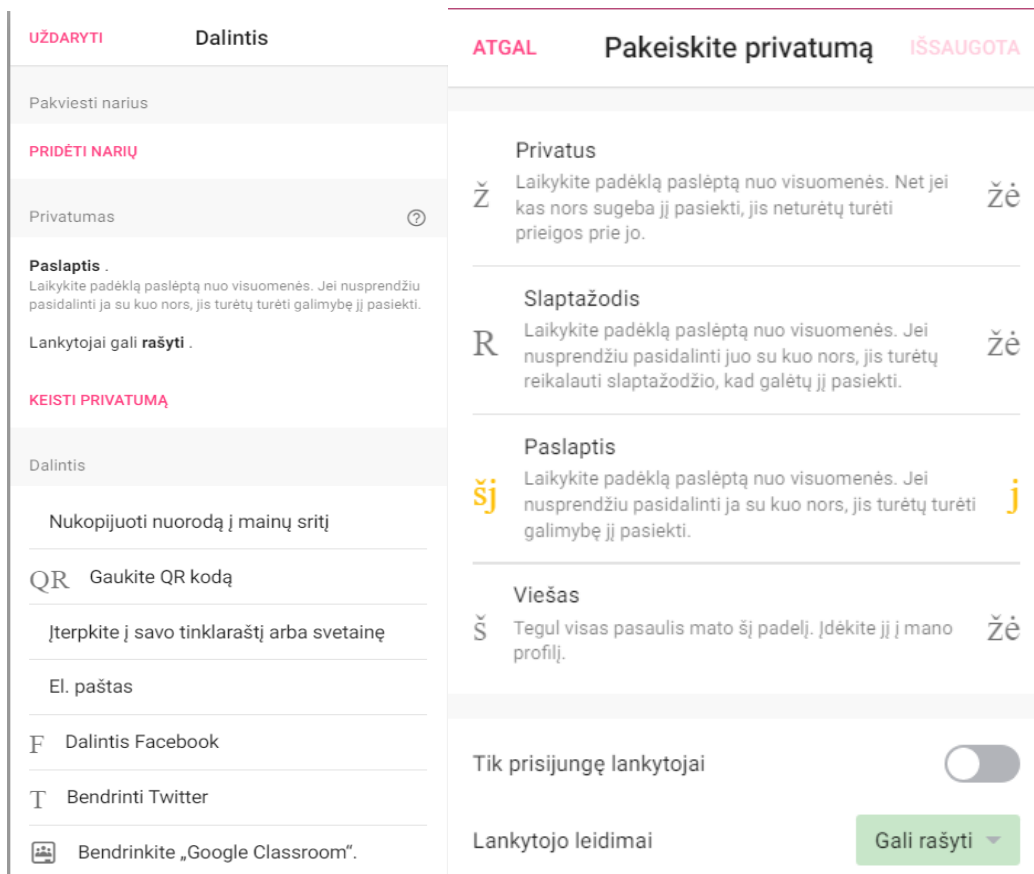 UŽDARYTI
Dalintis
Pakviesti narius
PRIDĖTI NARIŲ
Privatumas
Paslaptis .
Laikykite padėklą paslėptą nuo visuomenės. Jei nusprendžiu
pasidalinti ja su kuo nors, jis turėtų turėti galimybę jį pasiekti.
Lankytojai gali rašyti .
KEISTI PRIVATUMĄ
Dalintis
Nukopijuoti nuorodą į mainų sritį
QR Gaukite QR kodą
Įterpkite į savo tinklaraštį arba svetainę
El. paštas
F Dalintis Facebook
T Bendrinti Twitter
Bendrinkite „Google Classroom“.
ATGAL
Pakeiskite privatumą
IŠSAUGOTA
Privatus
ž
Laikykite padėklą paslėptą nuo visuomenės. Net jei
kas nors sugeba jį pasiekti, jis neturėtų turėti
prieigos prie jo.
žė
Slaptažodis
R
Laikykite padėklą paslėptą nuo visuomenės. Jei
nusprendžiu pasidalinti juo su kuo nors, jis turėtų
reikalauti slaptažodžio, kad galėtų jį pasiekti.
žė
Paslaptis
šj
Laikykite padėklą paslėptą nuo visuomenės. Jei
nusprendžiu pasidalinti ja su kuo nors, jis turėtų turėti
galimybę jį pasiekti.
j
Viešas
š
Tegul visas pasaulis mato šį padelį. Įdėkite jį į mano
profilį.
žė
Tik prisijungę lankytojai
Lankytojo leidimai
Gali rašyti